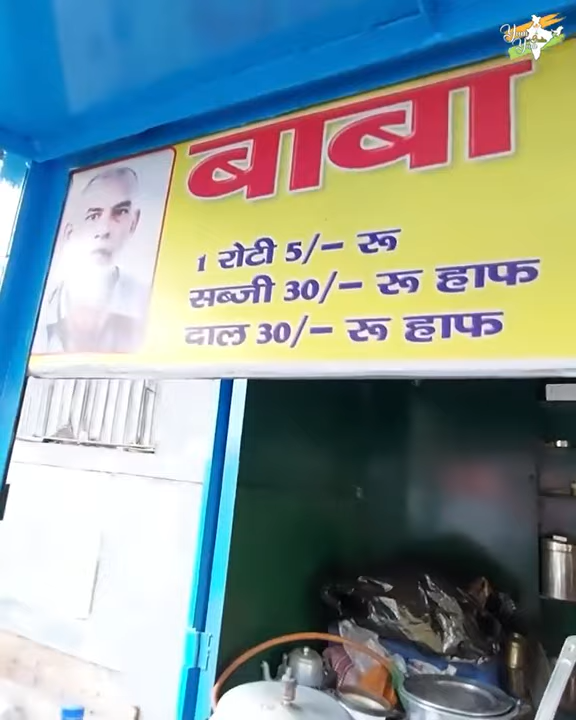 बाबा
1 रोटी 5/- रू
सब्जी 30/- रू हाफ
दाल 30/- रू हाफ